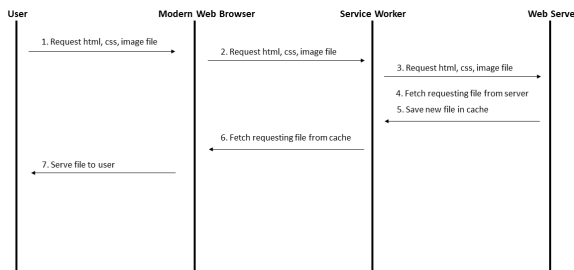 User
Modern Web Browser
Service Worker
Web Serve
1. Request html, css, image file
2. Request html, css, image file
3. Request html, css, image file
4. Fetch requesting file from server
5. Save new file in cache
6. Fetch requesting file from cache
7. Serve file to user